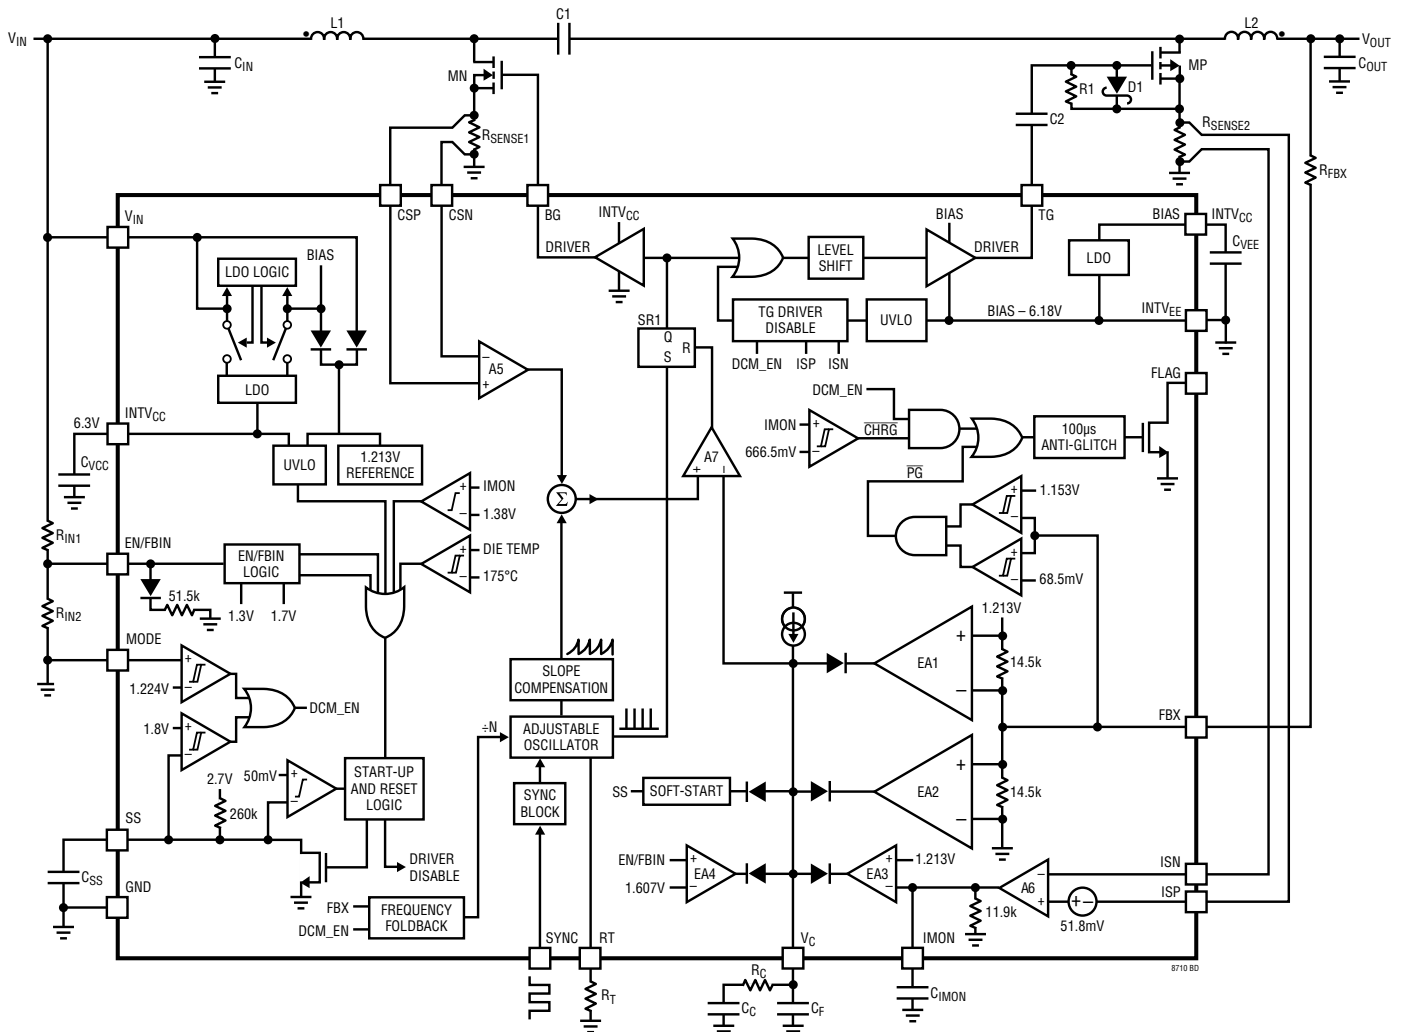 L1
C1
L2
VIN
VOUT
CIN
COUT
MN
MP
R1
D1
C2
RSENSE1
RSENSE2
RFBX
CSP
CSN
BG
TG
VIN
BIAS
INTVCC
INTVCC
BIAS
DRIVER
DRIVER
LEVEL
SHIFT
LDO
CVEE
LDO LOGIC
BIAS
TG DRIVER
DISABLE
UVLO
BIAS – 6.18V
INTVEE
SR1
Q
S
R
DCM_EN
ISP
ISN
FLAG
LDO
–
A5
+
DCM_EN
INTVCC
6.3V
IMON
+
CHRG
666.5mV
–
100µs
ANTI-GLITCH
CVCC
UVLO
1.213V
REFERENCE
A7
+
–
PG
IMON
+
–
1.38V
Σ
+
1.153V
–
RIN1
EN/FBIN
EN/FBIN
LOGIC
DIE TEMP
+
–
175°C
+
–
68.5mV
51.5k
1.3V
1.7V
RIN2
1.213V
MODE
+
1.224V
–
SLOPE
COMPENSATION
+
EA1
–
14.5k
DCM_EN
1.8V
+
–
÷N
ADJUSTABLE
OSCILLATOR
FBX
2.7V
50mV
+
–
START-UP
AND RESET
LOGIC
SYNC
BLOCK
SS
SOFT-START
+
EA2
–
14.5k
260k
SS
CSS
DRIVER
DISABLE
EN/FBIN
+
EA4
1.607V
–
EA3
+
–
1.213V
–
A6
+
ISN
ISP
+ –
51.8mV
11.9k
GND
FBX
DCM_EN
FREQUENCY
FOLDBACK
SYNC
RT
VC
IMON
8710 BD
RT
RC
CC
CF
CIMON